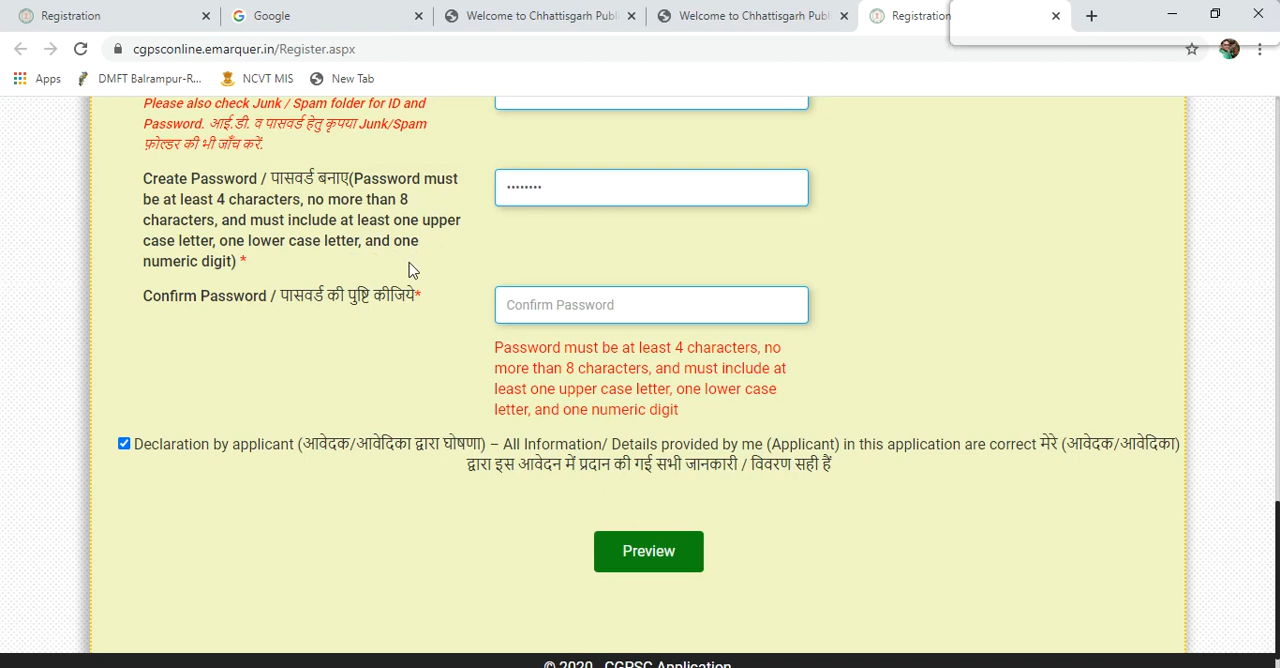 Registration
Google
Welcome to Chhattisgarh Publ
Welcome to Chhattisgarh Publ
Registration
cgpsconline.emarquer.in/Register.aspx
Apps
DMFT Balrampur-R...
NCVT MIS
New Tab
Please also check Junk / Spam folder for ID and
Password. आई.डी. व पासवर्ड हेतु कृपया Junk/Spam
फ़ोल्डर की भी जाँच करें.
Create Password / पासवर्ड बनाए(Password must
be at least 4 characters, no more than 8
characters, and must include at least one upper
case letter, one lower case letter, and one
numeric digit) *
Confirm Password / पासवर्ड की पुष्टि कीजिये*
Confirm Password
Password must be at least 4 characters, no
more than 8 characters, and must include at
least one upper case letter, one lower case
letter, and one numeric digit
Declaration by applicant (आवेदक/आवेदिका द्वारा घोषणा) – All Information/ Details provided by me (Applicant) in this application are correct मेरे (आवेदक/आवेदिका)
द्वारा इस आवेदन में प्रदान की गई सभी जानकारी / विवरण सही हैं
Preview
© 2020 CGPSC Application